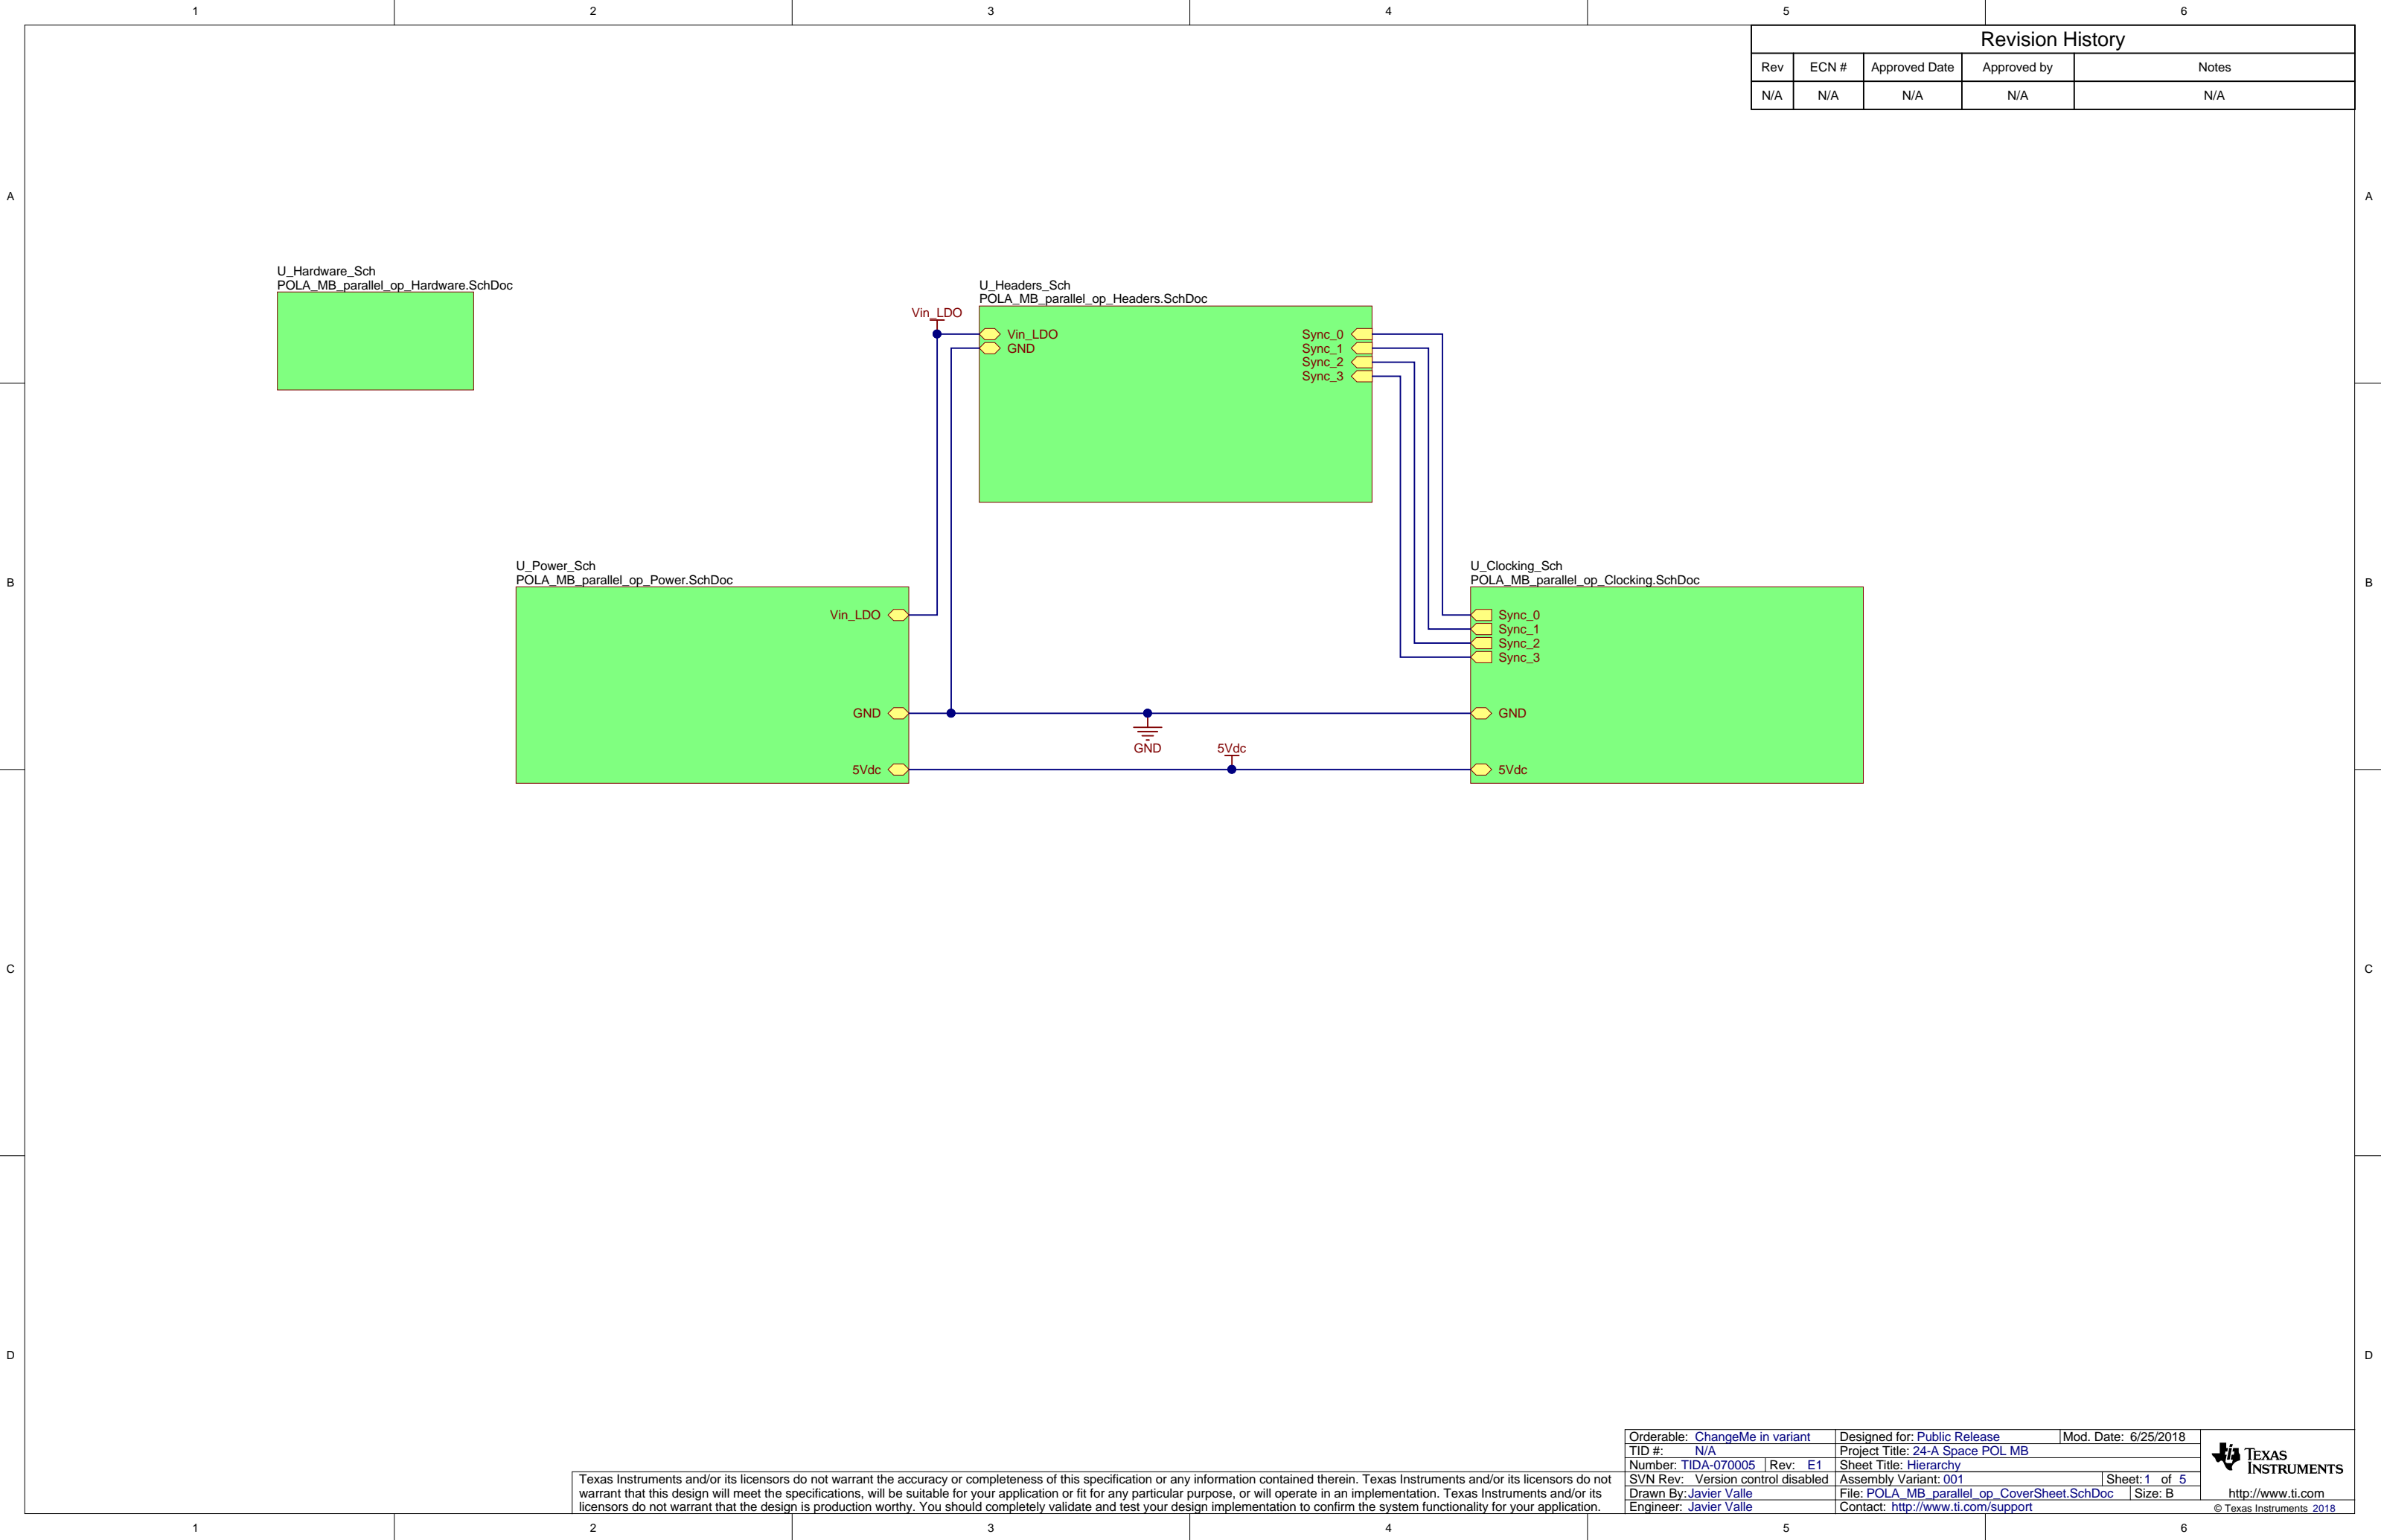 1 2 3 4 5 6
Revision History
Rev ECN # Approved Date Approved by Notes
N/A N/A N/A N/A N/A
A A
U_Hardware_Sch
POLA_MB_parallel_op_Hardware.SchDoc
U_Headers_Sch
POLA_MB_parallel_op_Headers.SchDoc
Vin_LDO
Vin_LDO Sync_0
GND Sync_1
Sync_2
Sync_3
B B
U_Power_Sch
POLA_MB_parallel_op_Power.SchDoc
Vin_LDO
GND
5Vdc
GND
5Vdc
U_Clocking_Sch
POLA_MB_parallel_op_Clocking.SchDoc
Sync_0
Sync_1
Sync_2
Sync_3
GND
5Vdc
C C
D D
Texas Instruments and/or its licensors do not warrant the accuracy or completeness of this specification or any information contained therein. Texas Instruments and/or its licensors do not
warrant that this design will meet the specifications, will be suitable for your application or fit for any particular purpose, or will operate in an implementation. Texas Instruments and/or its
licensors do not warrant that the design is production worthy. You should completely validate and test your design implementation to confirm the system functionality for your application.
Orderable: ChangeMe in variant Designed for: Public Release Mod. Date: 6/25/2018
TID #: N/A Project Title: 24-A Space POL MB
Number: TIDA-070005 Rev: E1 Sheet Title: Hierarchy
SVN Rev: Version control disabled Assembly Variant: 001 Sheet: 1 of 5
Drawn By: Javier Valle File: POLA_MB_parallel_op_CoverSheet.SchDoc Size: B
Engineer: Javier Valle Contact: http://www.ti.com/support
TEXAS
INSTRUMENTS
http://www.ti.com
© Texas Instruments 2018
1 2 3 4 5 6